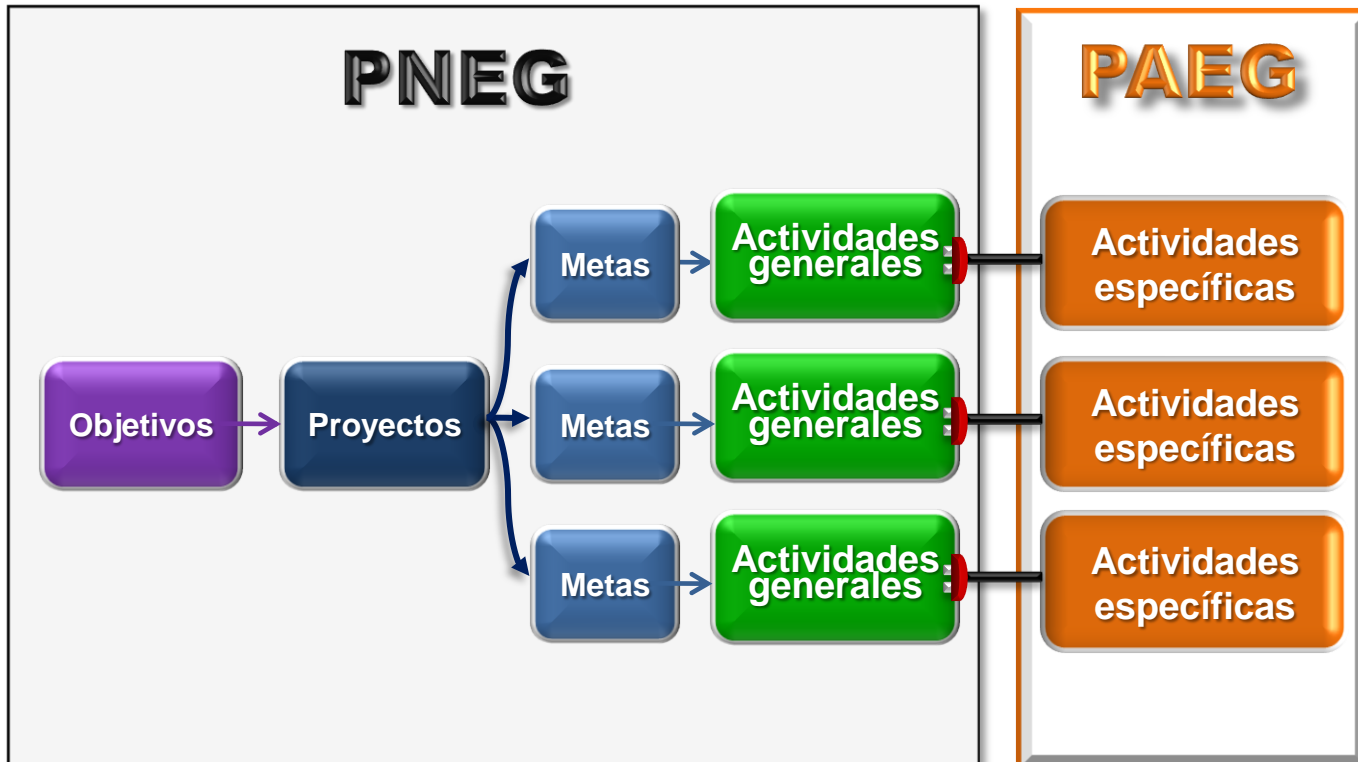 PNEG
PAEG
Metas
Actividades
generales
Actividades
específicas
Objetivos
Proyectos
Metas
Actividades
generales
Actividades
específicas
Metas
Actividades
generales
Actividades
específicas